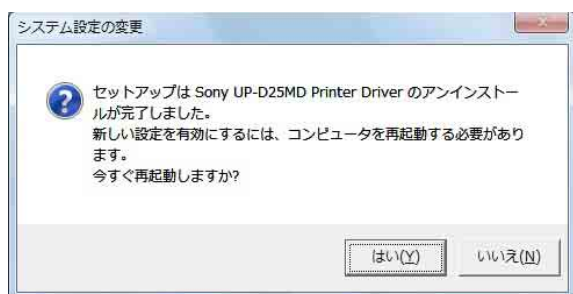 システム設定の変更
セットアップは Sony UP-D25MD Printer Driver のアンインストー
ルが完了しました。
新しい設定を有効にするには、コンピュータを再起動する必要があり
ます。
今すぐ再起動しますか?
はい(Y) いいえ(N)